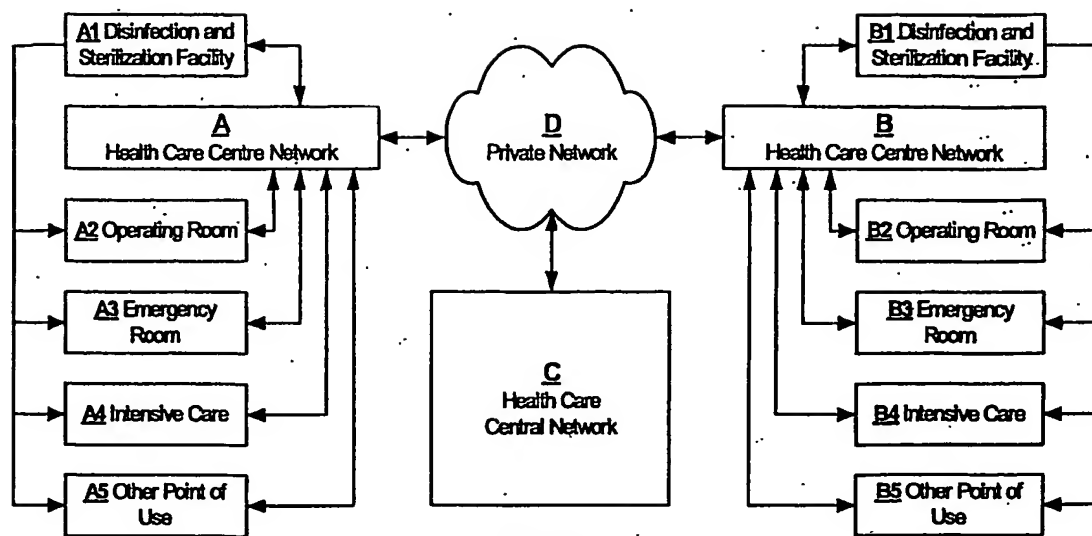 A1 Disinfection and
Sterilization Facility
A
Health Care Centre Network
A2 Operating Room
A3 Emergency
Room
A4 Intensive Care
A5 Other Point of
Use
D
Private Network
C
Health Care
Central Network
B1 Disinfection and
Sterilization Facility
B
Health Care Centre Network
B2 Operating Room
B3 Emergency
Room
B4 Intensive Care
B5 Other Point of
Use